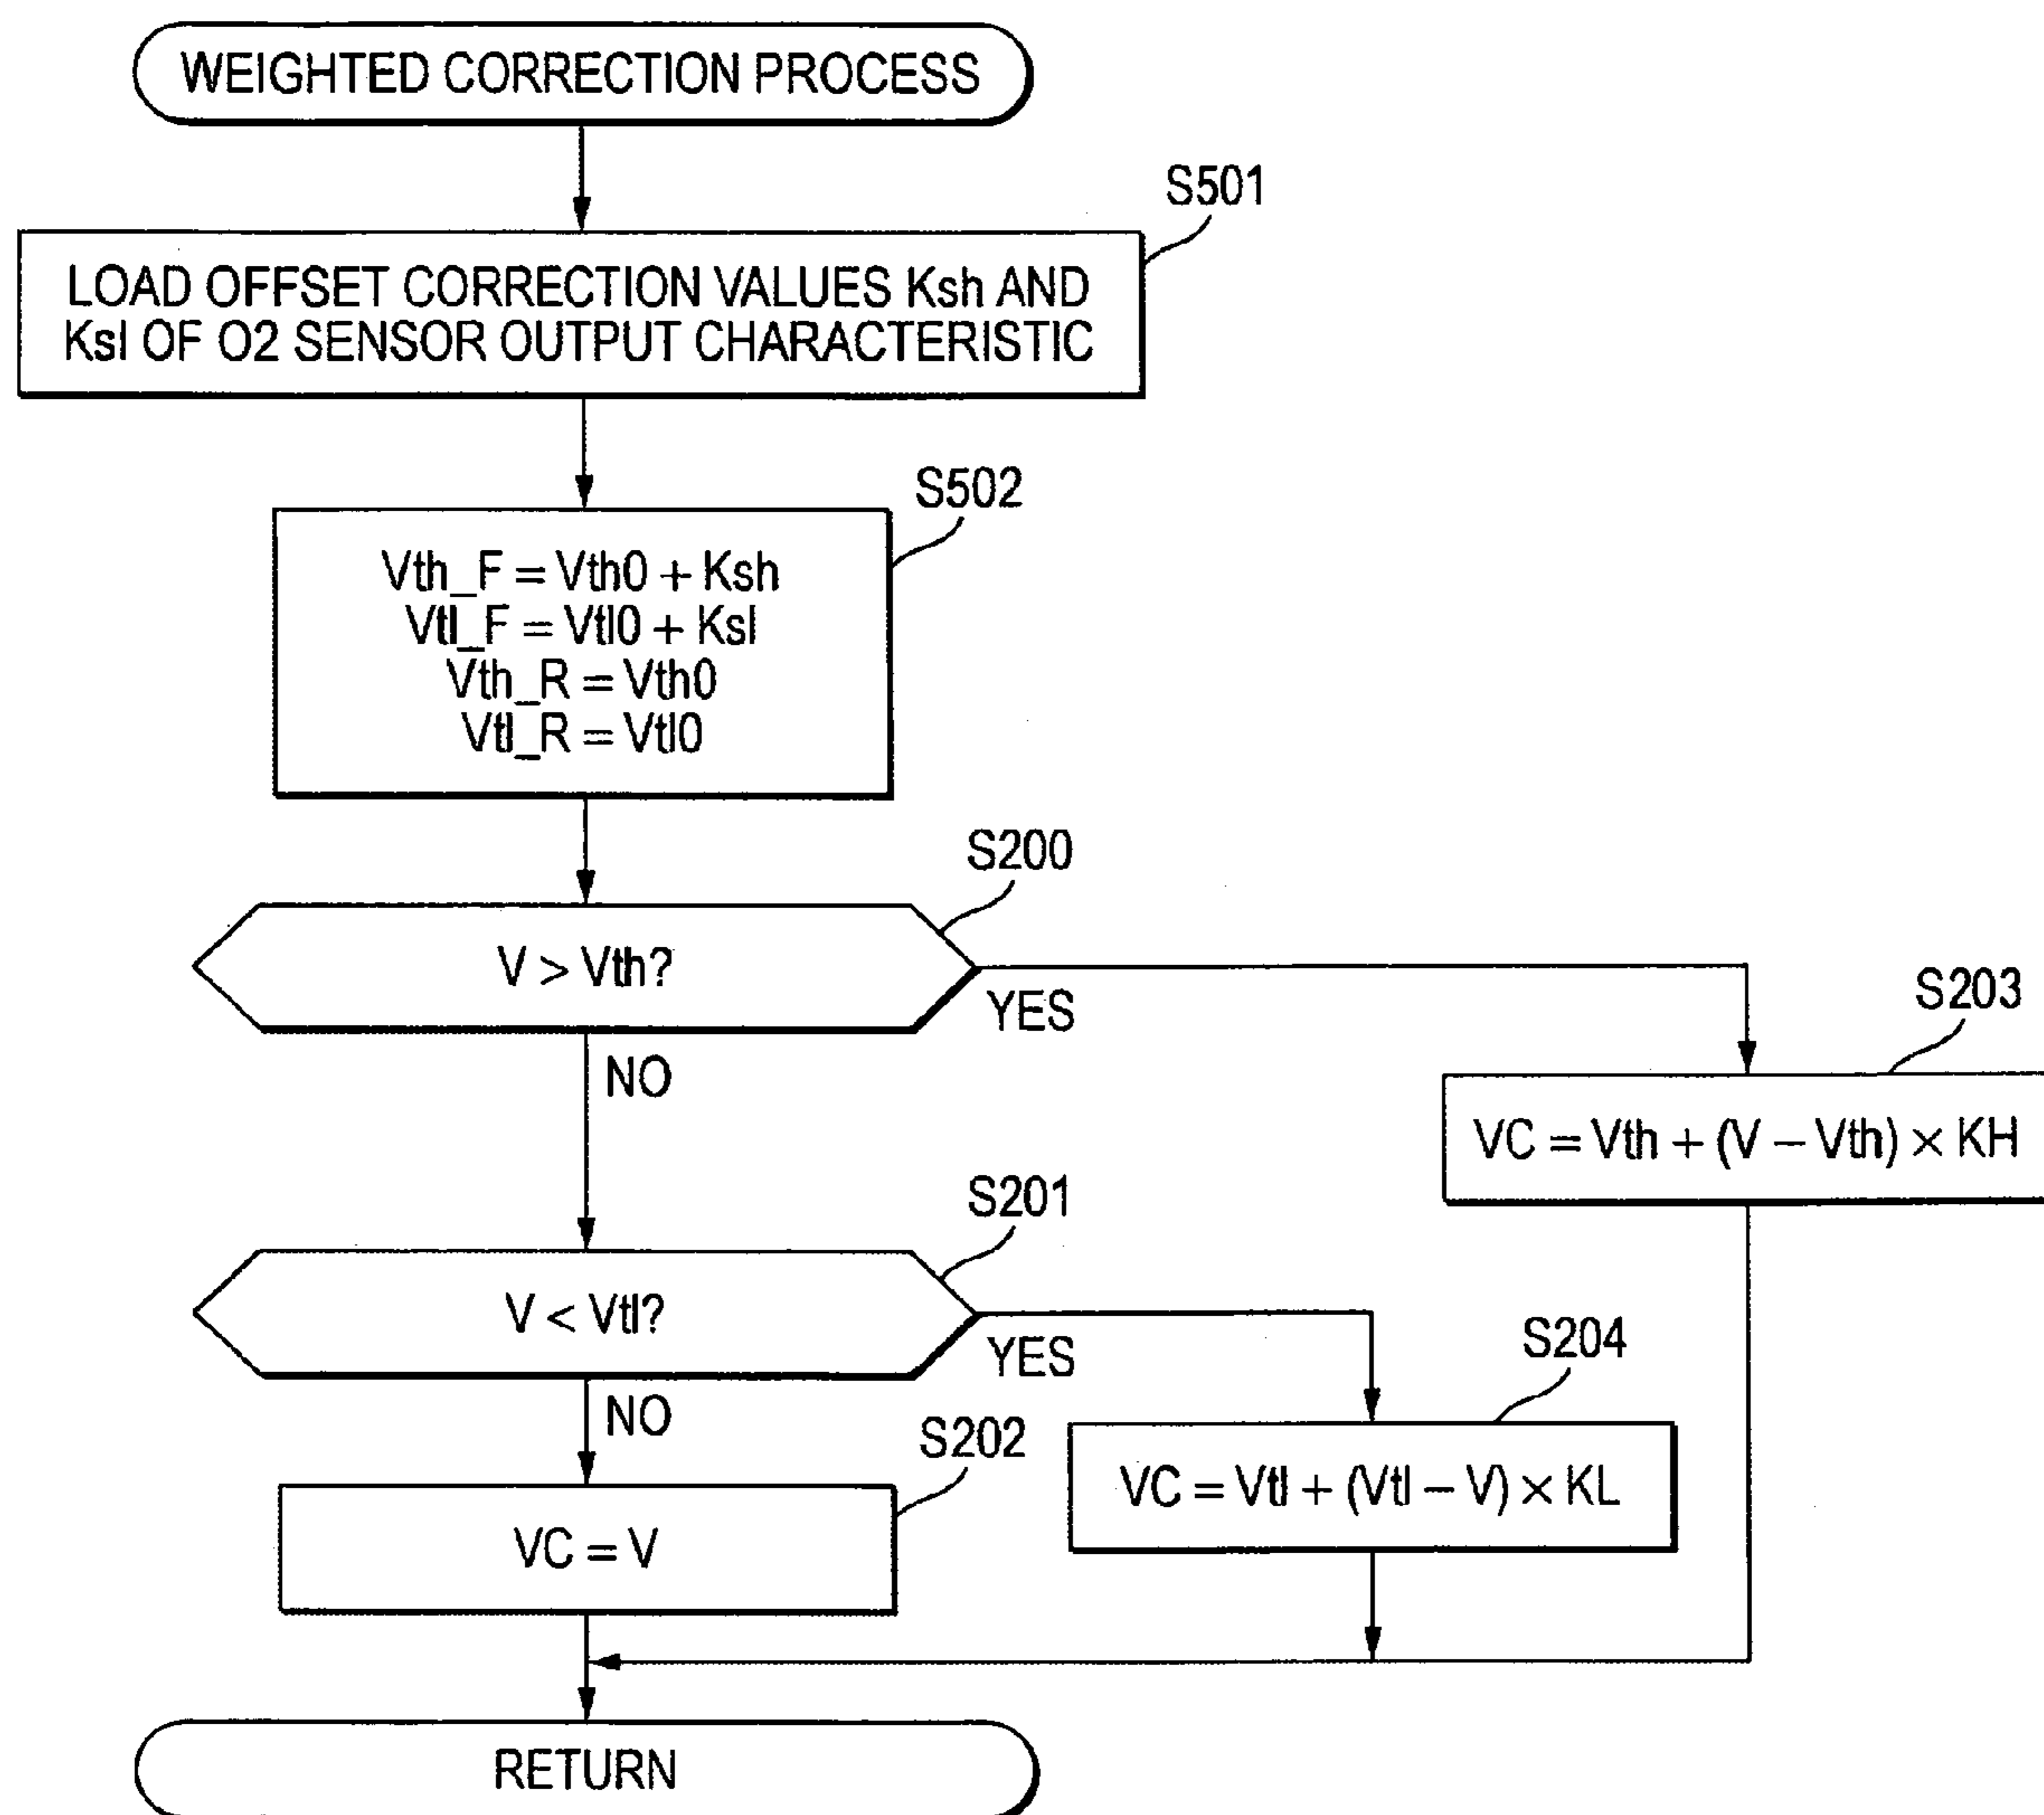 WEIGHTED CORRECTION PROCESS
S501
LOAD OFFSET CORRECTION VALUES Ksh AND
Ksl OF O2 SENSOR OUTPUT CHARACTERISTIC
S502
Vth_F = Vth0 + Ksh
Vtl_F = Vtl0 + Ksl
Vth_R = Vth0
Vtl_R = Vtl0
S200
V > Vth?
YES
NO
S203
VC = Vth + (V − Vth) × KH
S201
V < Vtl?
YES
NO
S204
VC = Vtl + (Vtl − V) × KL
S202
VC = V
RETURN